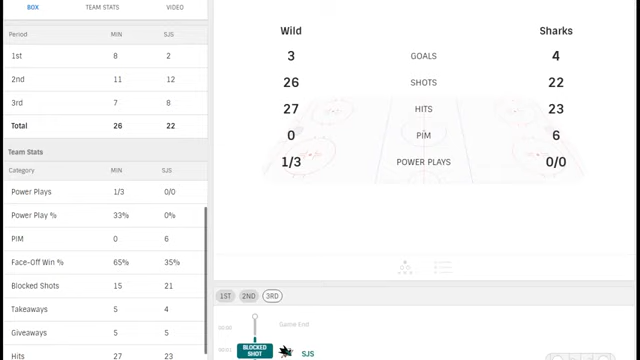 BOX TEAM STATS VIDEO
Period MIN SJS
1st 8 2
2nd 11 12
3rd 7 8
Total 26 22
Team Stats
Category MIN SJS
Power Plays 1/3 0/0
Power Play % 33% 0%
PIM 0 6
Face-Off Win % 65% 35%
Blocked Shots 15 21
Takeaways 5 4
Giveaways 5 5
Hits 27 23
Wild Sharks
3 GOALS 4
26 SHOTS 22
27 HITS 23
0 PIM 6
1/3 POWER PLAYS 0/0
1ST 2ND 3RD
00:00 Game End
00:01 BLOCKED SHOT SJS